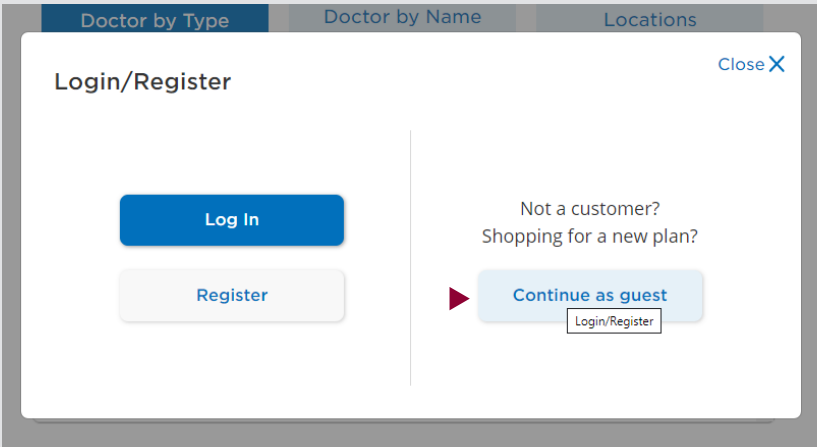 Doctor by Type
Doctor by Name
Locations
Close
Login/Register
Log In
Register
Not a customer?
Shopping for a new plan?
Continue as guest
Login/Register